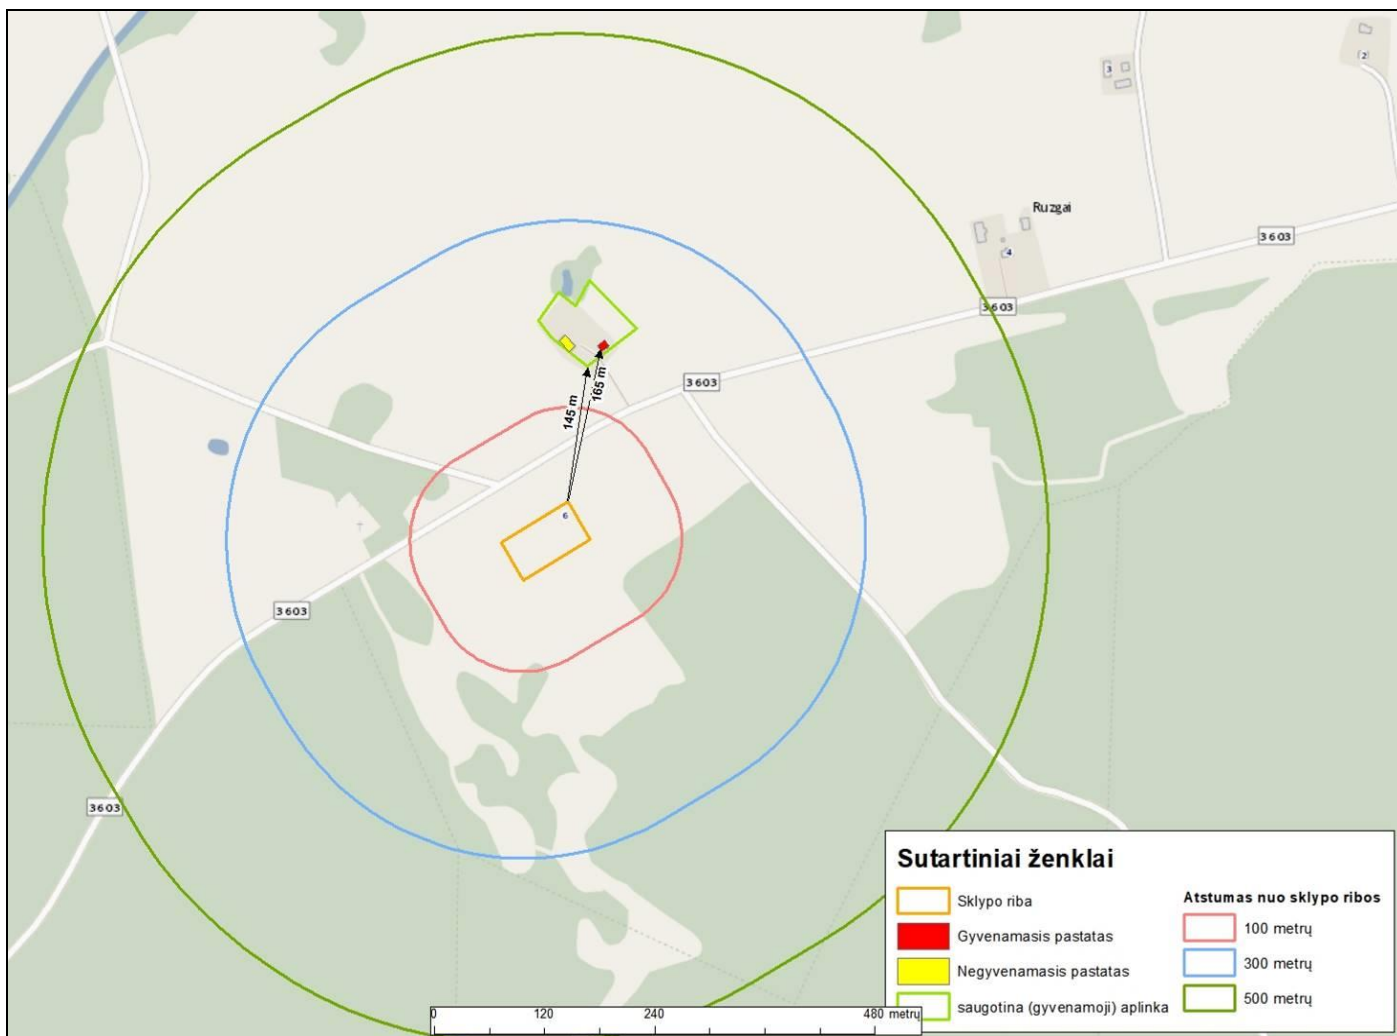 3
2
Ruzgai
4
3603
3603
3603
165 m
145 m
6
3603
3603
Sutartiniai ženklai
Sklypo riba
Gyvenamasis pastatas
Negyvenamasis pastatas
saugotina (gyvenamoji) aplinka
Atstumas nuo sklypo ribos
100 metrų
300 metrų
500 metrų
0 120 240 480 metrų